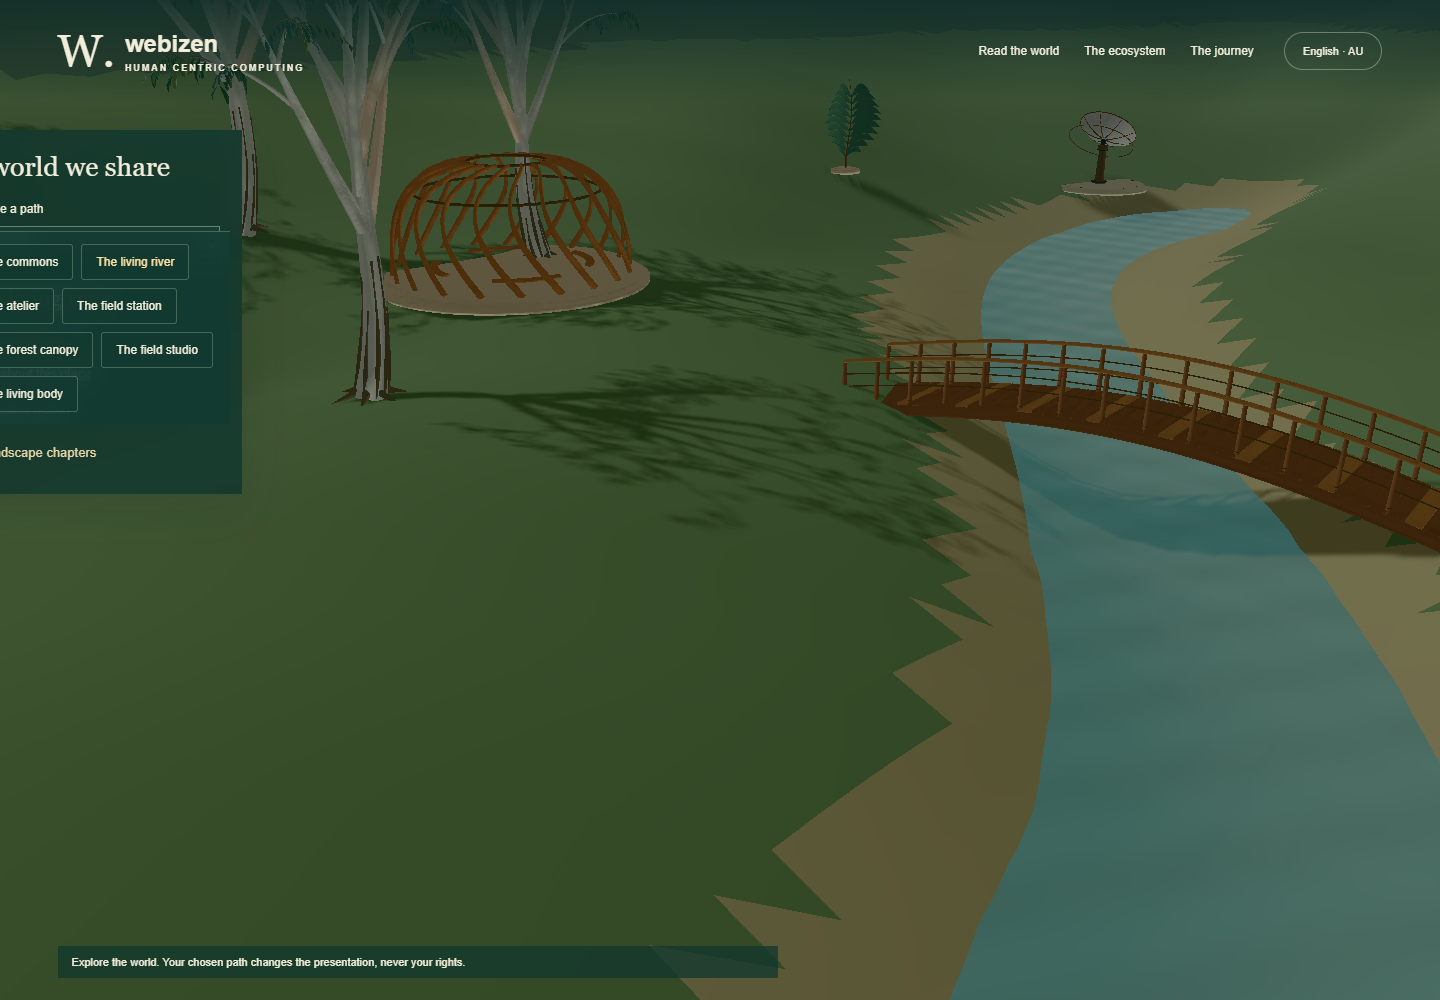 W. webizen
HUMAN CENTRIC COMPUTING
Read the world
The ecosystem
The journey
English · AU
world we share
e a path
e commons
The living river
e atelier
The field station
e forest canopy
The field studio
e living body
dscape chapters
Explore the world. Your chosen path changes the presentation, never your rights.